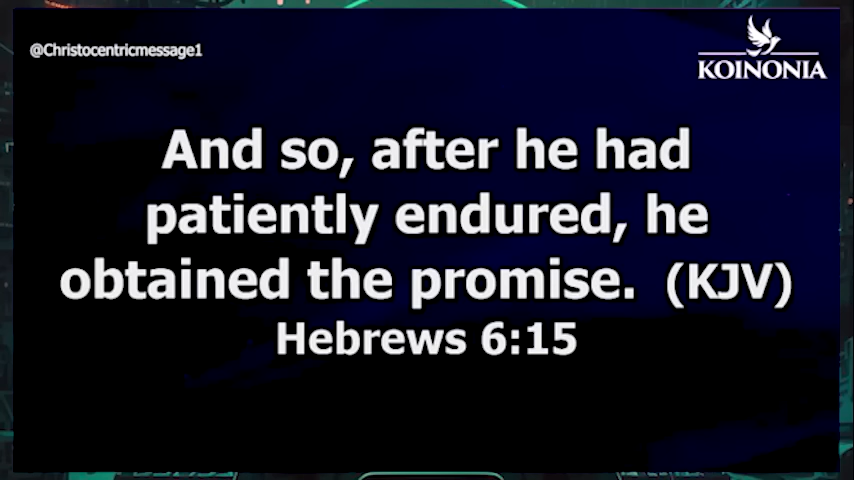 @Christocentricmessage1
KOINONIA
And so, after he had
patiently endured, he
obtained the promise. (KJV)
Hebrews 6:15